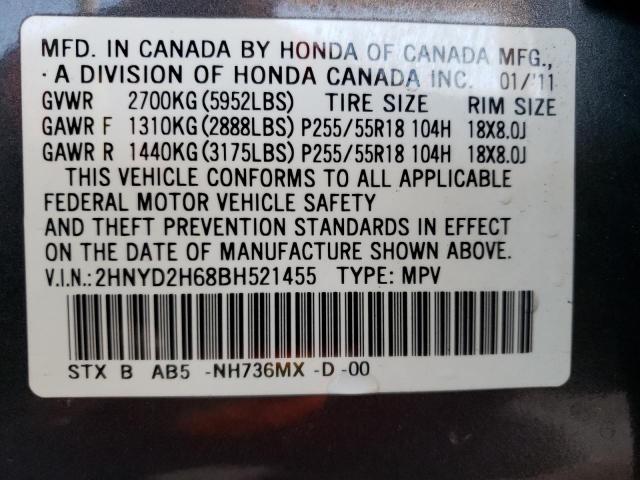 MFD. IN CANADA BY HONDA OF CANADA MFG.,
· A DIVISION OF HONDA CANADA INC. 01/'11
GVWR 2700KG(5952LBS) TIRE SIZE RIM SIZE
GAWR F 1310KG(2888LBS) P255/55R18 104H 18X8.0J
GAWR R 1440KG(3175LBS) P255/55R18 104H 18X8.0J
THIS VEHICLE CONFORMS TO ALL APPLICABLE
FEDERAL MOTOR VEHICLE SAFETY
AND THEFT PREVENTION STANDARDS IN EFFECT
ON THE DATE OF MANUFACTURE SHOWN ABOVE.
V.I.N.:2HNYD2H68BH521455 TYPE: MPV
STX B AB5 -NH736MX -D -00